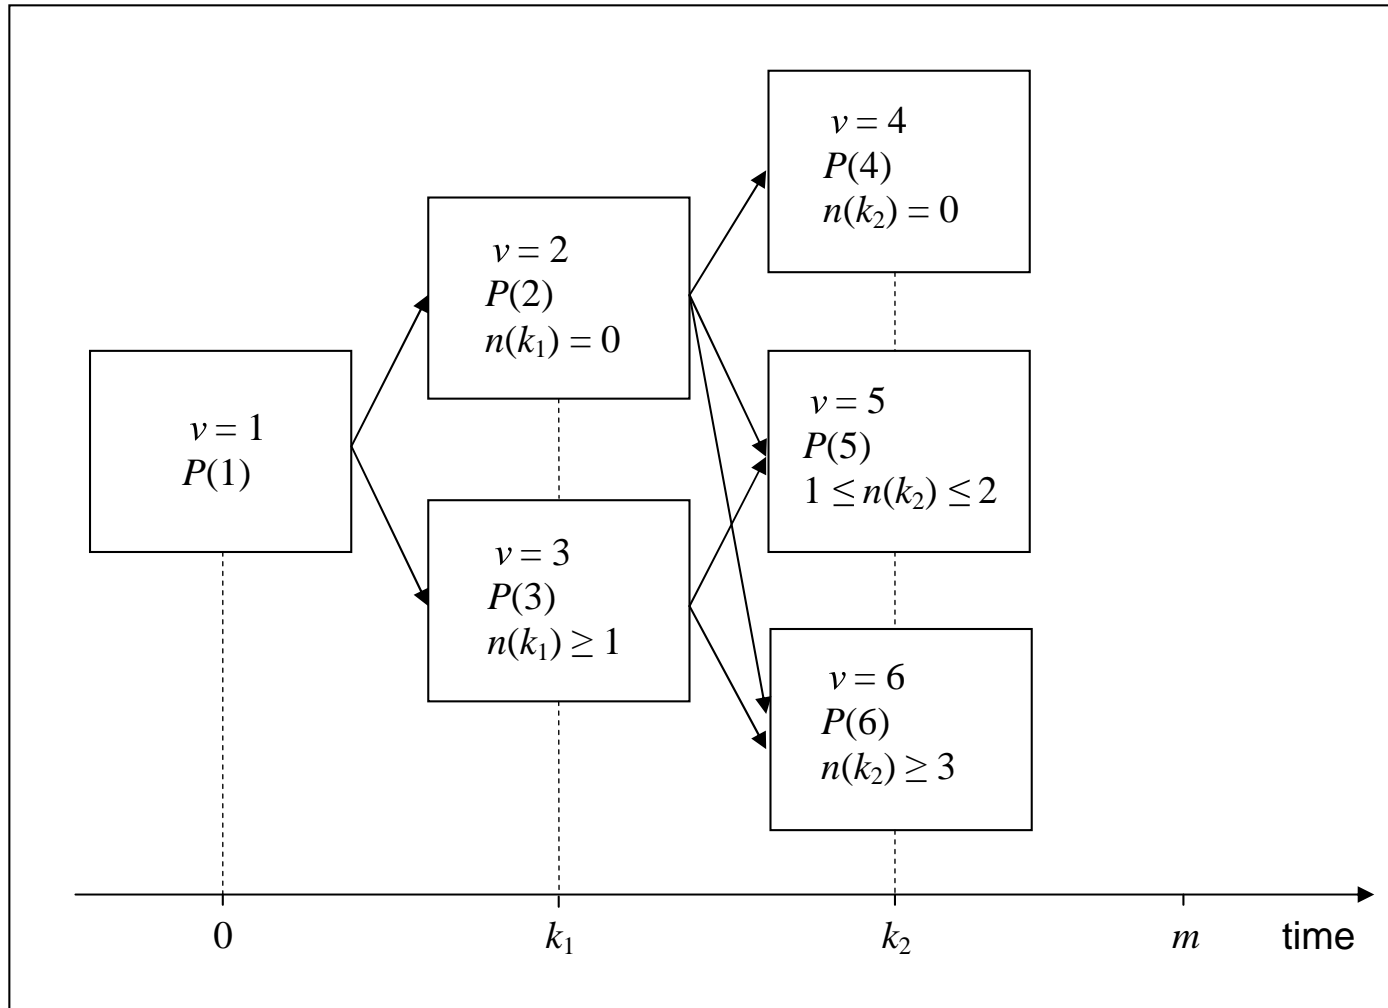 v = 1
P(1)
v = 2
P(2)
n(k₁) = 0
v = 3
P(3)
n(k₁) ≥ 1
v = 4
P(4)
n(k₂) = 0
v = 5
P(5)
1 ≤ n(k₂) ≤ 2
v = 6
P(6)
n(k₂) ≥ 3
0 k₁ k₂ m time